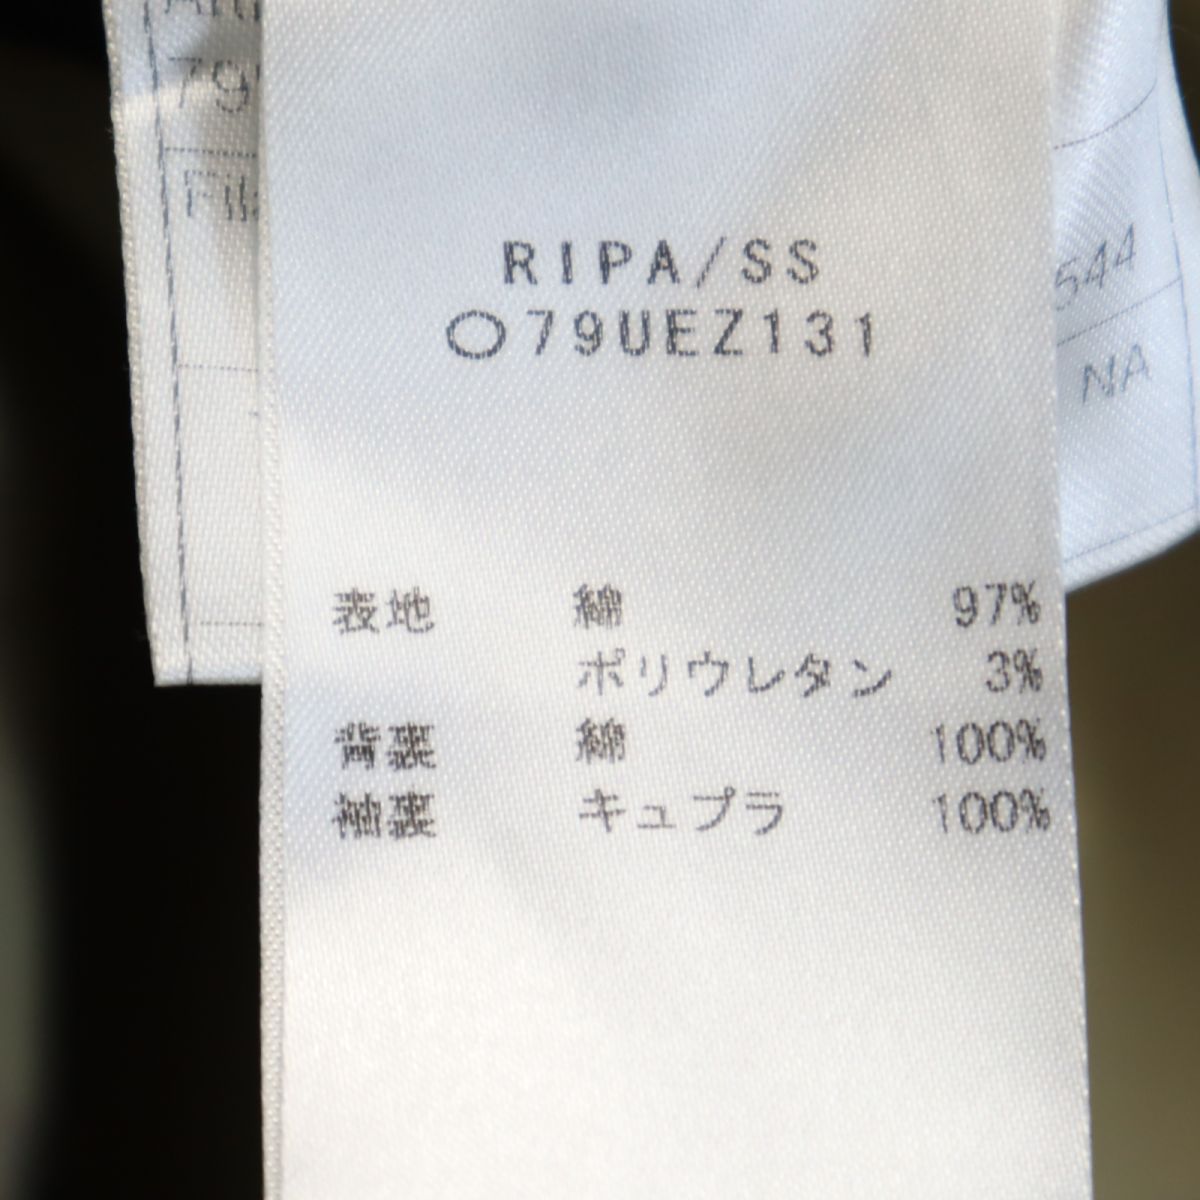 RIPA/SS
○79UEZ131
表地 綿 97%
ポリウレタン 3%
背裏 綿 100%
袖裏 キュプラ 100%
544
NA